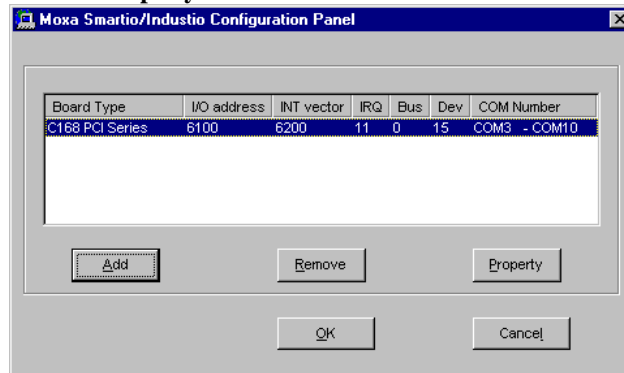 Moxa Smartio/Industio Configuration Panel
Board Type I/O address INT vector IRQ Bus Dev COM Number
C168 PCI Series 6100 6200 11 0 15 COM3 - COM10
Add Remove Property
OK Cancel